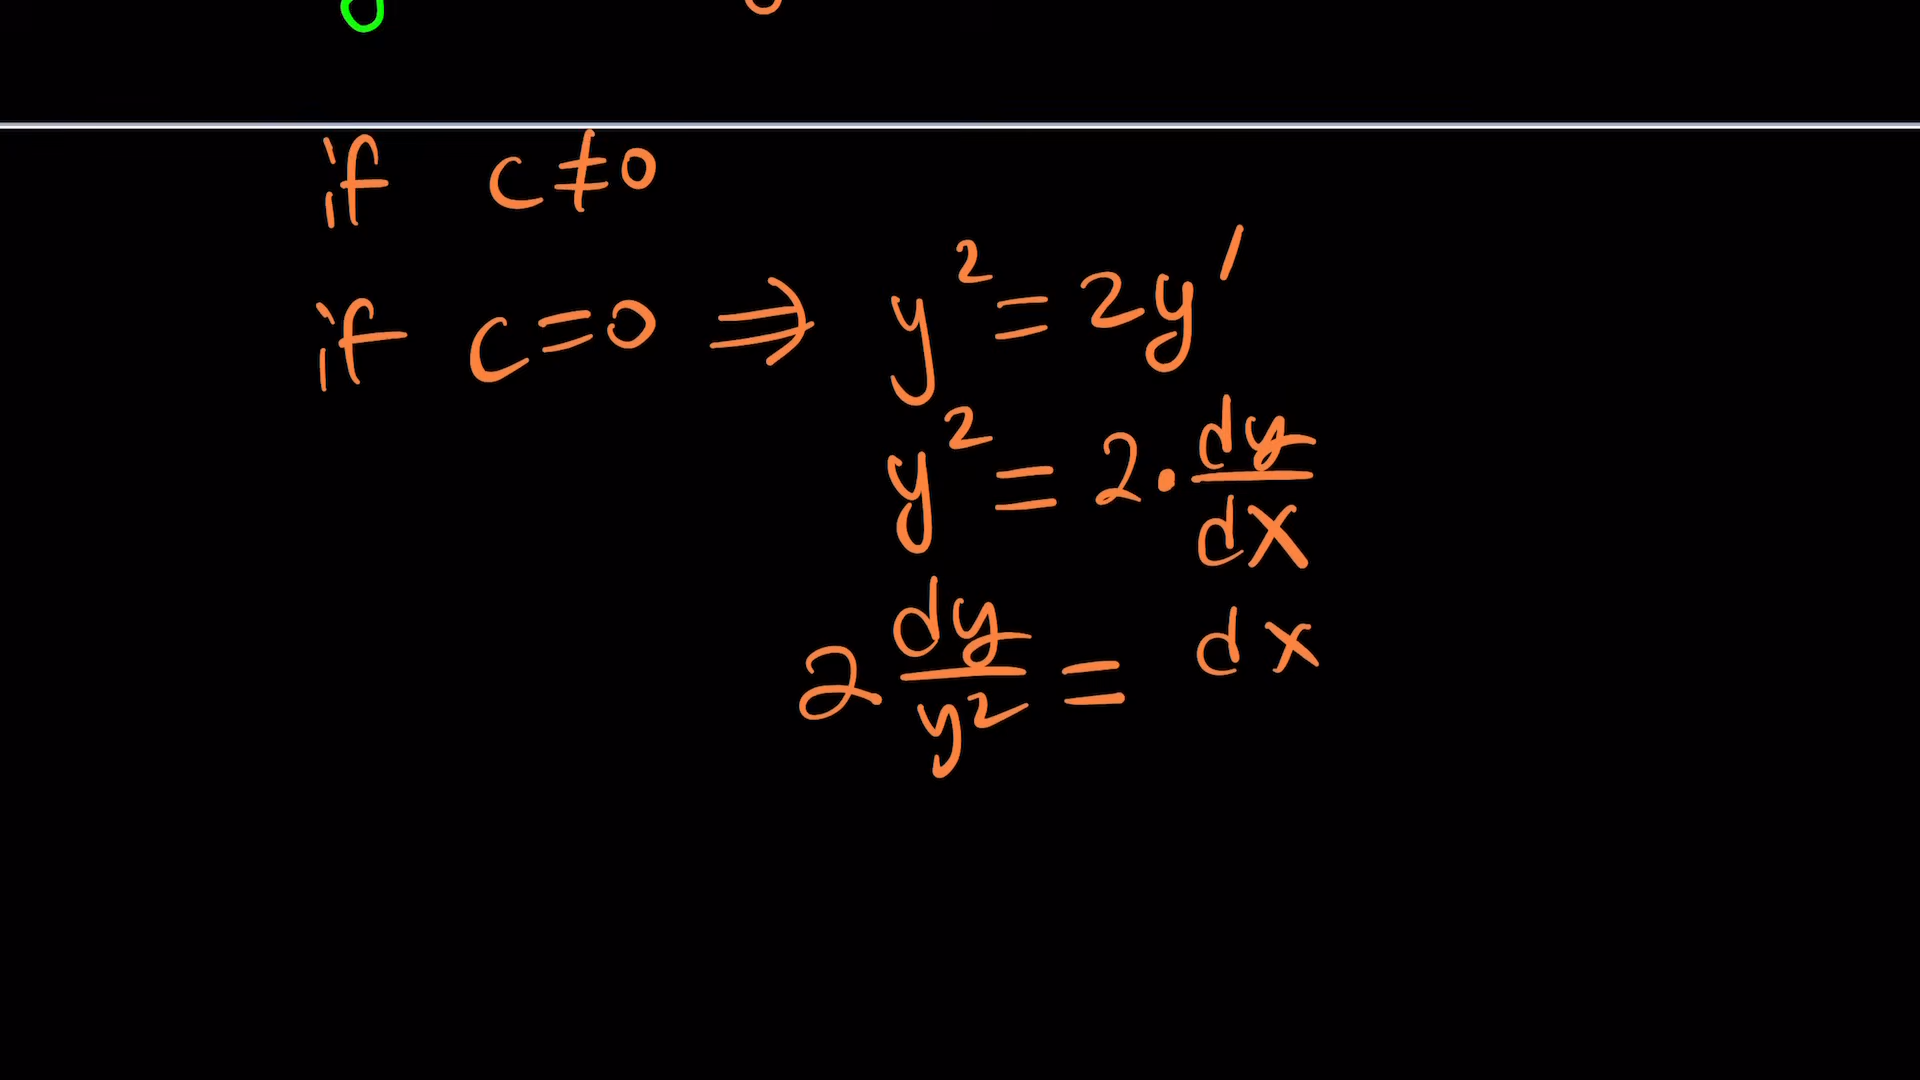 if c≠0
if c=0 ⇒ y² = 2y′
y² = 2 · dy/dx
2 dy/y² = dx